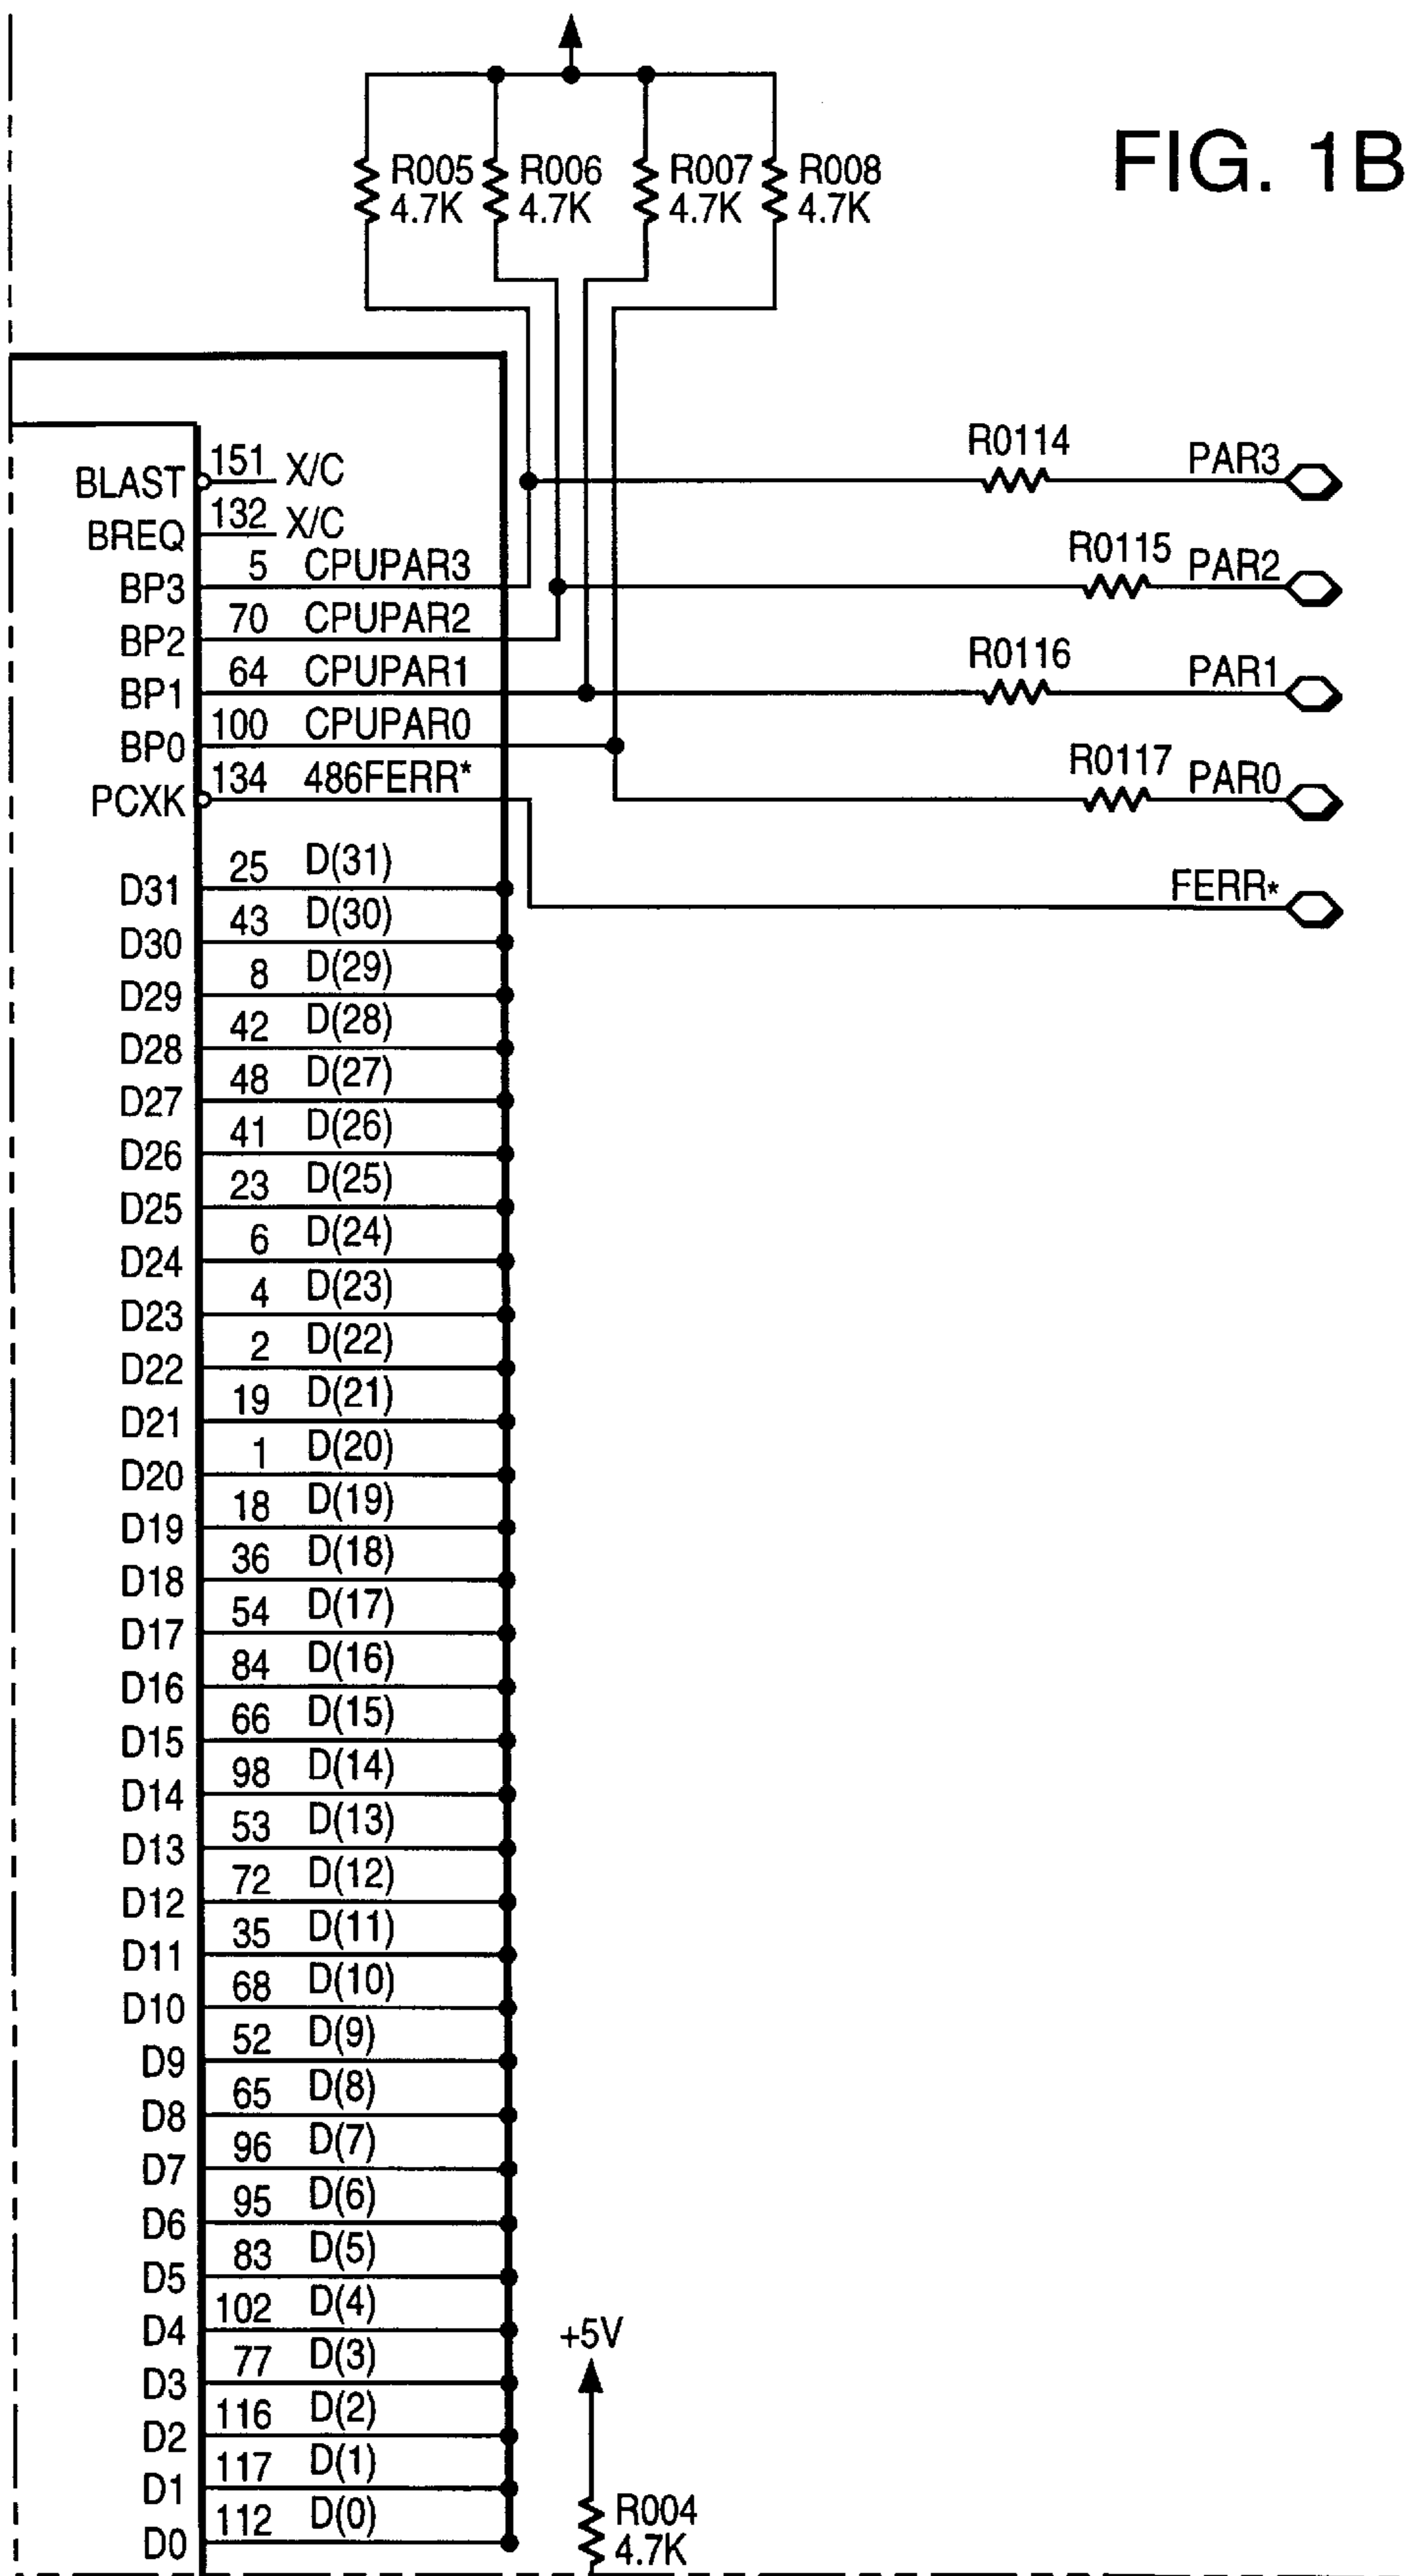 FIG. 1B
R005 R006 R007 R008
4.7K 4.7K 4.7K 4.7K
R0114 PAR3
BLAST 151 X/C
BREQ 132 X/C
R0115 PAR2
BP3 5 CPUPAR3
BP2 70 CPUPAR2
R0116 PAR1
BP1 64 CPUPAR1
BP0 100 CPUPAR0
R0117 PAR0
PCXK 134 486FERR*
FERR*
D31 25 D(31)
D30 43 D(30)
D29 8 D(29)
D28 42 D(28)
D27 48 D(27)
D26 41 D(26)
D25 23 D(25)
D24 6 D(24)
D23 4 D(23)
D22 2 D(22)
D21 19 D(21)
D20 1 D(20)
D19 18 D(19)
D18 36 D(18)
D17 54 D(17)
D16 84 D(16)
D15 66 D(15)
D14 98 D(14)
D13 53 D(13)
D12 72 D(12)
D11 35 D(11)
D10 68 D(10)
D9 52 D(9)
D8 65 D(8)
D7 96 D(7)
D6 95 D(6)
D5 83 D(5)
D4 102 D(4)
+5V
D3 77 D(3)
D2 116 D(2)
D1 117 D(1)
D0 112 D(0)
R004
4.7K